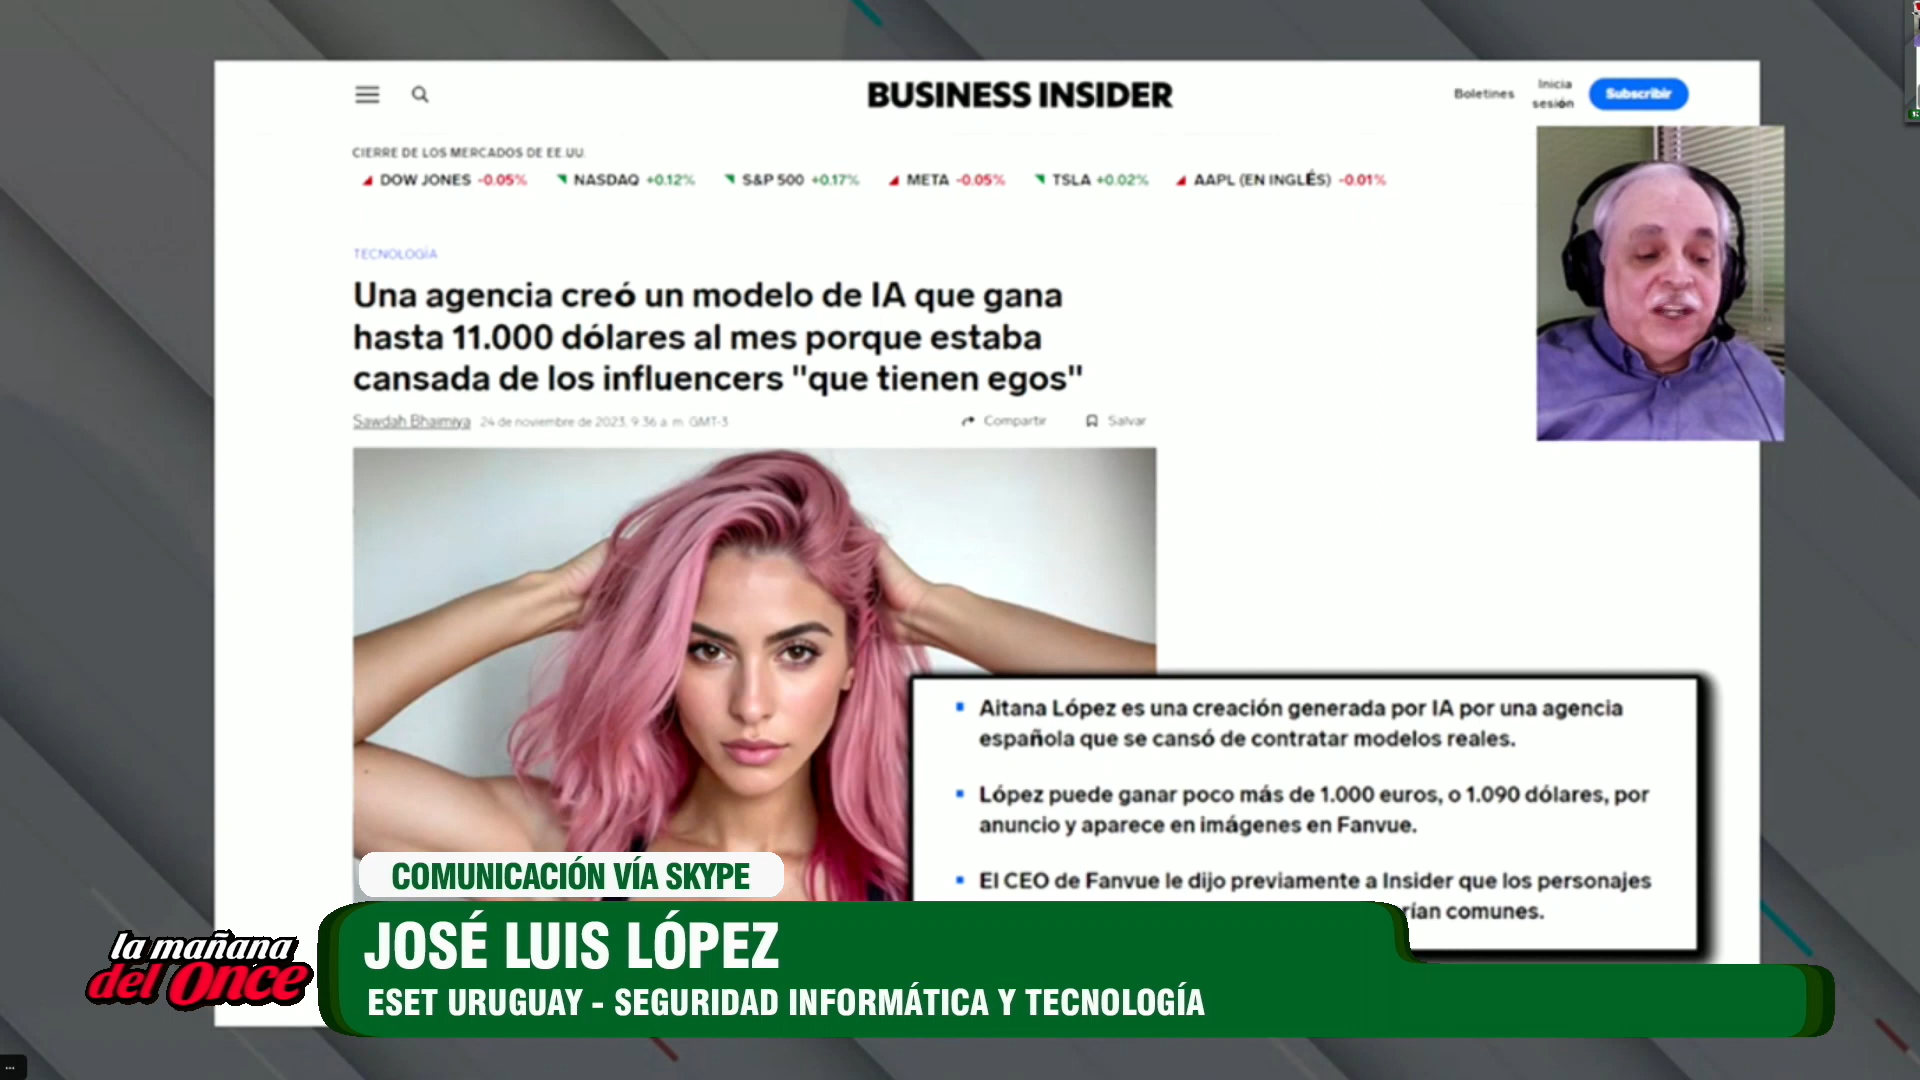 BUSINESS INSIDER
Boletines
Inicia
sesión
Subscribir
CIERRE DE LOS MERCADOS DE EE.UU.
DOW JONES -0.05% NASDAQ +0.12% S&P 500 +0.17% META -0.05% TSLA +0.02% AAPL (EN INGLÉS) -0.01%
TECNOLOGÍA
Una agencia creó un modelo de IA que gana
hasta 11.000 dólares al mes porque estaba
cansada de los influencers "que tienen egos"
Sawdah Bhaimiya 24 de noviembre de 2023, 9:36 a. m. GMT-3 Compartir Salvar
Aitana López es una creación generada por IA por una agencia
española que se cansó de contratar modelos reales.
López puede ganar poco más de 1.000 euros, o 1.090 dólares, por
anuncio y aparece en imágenes en Fanvue.
El CEO de Fanvue le dijo previamente a Insider que los personajes
rían comunes.
COMUNICACIÓN VÍA SKYPE
la mañana
del Once
JOSÉ LUIS LÓPEZ
ESET URUGUAY - SEGURIDAD INFORMÁTICA Y TECNOLOGÍA